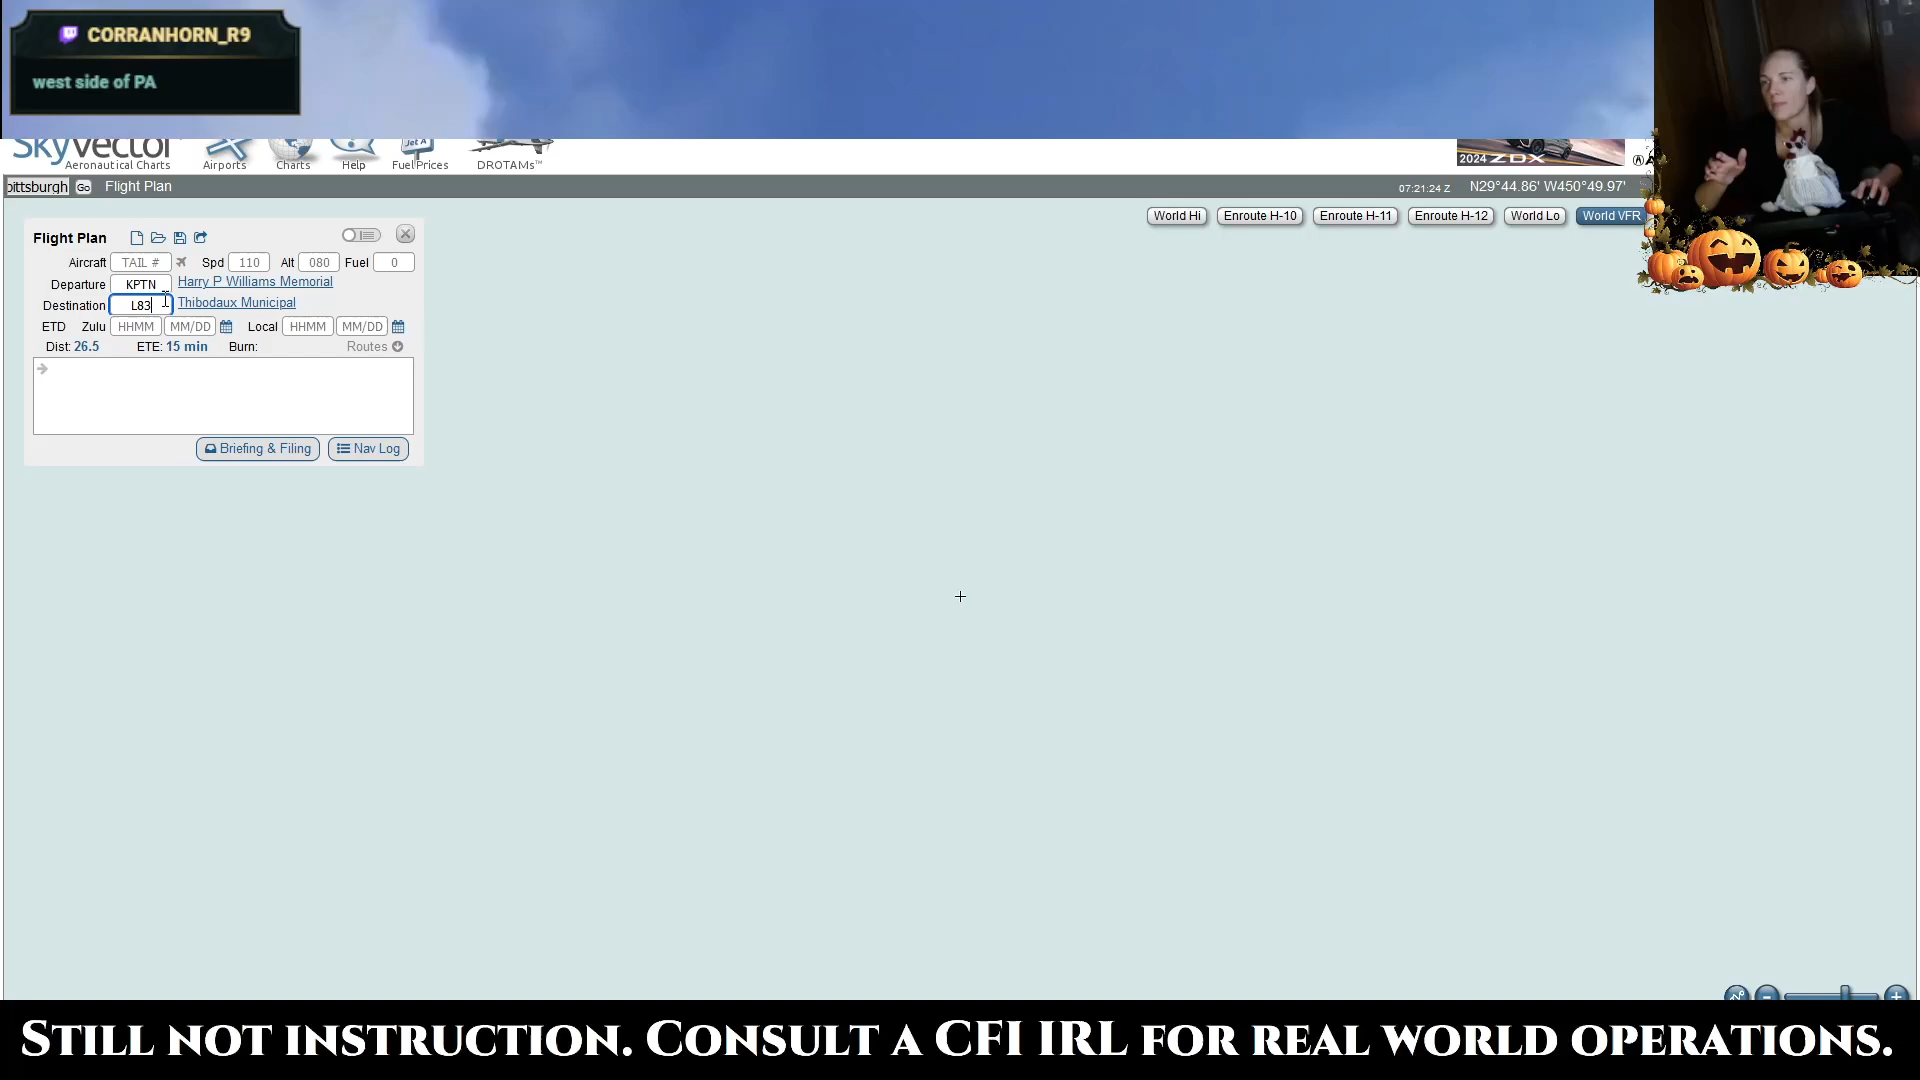 CORRANHORN_R9
west side of PA
SkyVector
Aeronautical Charts
Airports
Charts
Help
Jet A
Fuel Prices
DROTAMs™
2024 ZDX
pittsburgh Go Flight Plan
07:21:24 Z N29°44.86' W450°49.97'
World Hi Enroute H-10 Enroute H-11 Enroute H-12 World Lo World VFR
Flight Plan
Aircraft TAIL # Spd 110 Alt 080 Fuel 0
Departure KPTN Harry P Williams Memorial
Destination L83 Thibodaux Municipal
ETD Zulu HHMM MM/DD Local HHMM MM/DD
Dist: 26.5 ETE: 15 min Burn: Routes
Briefing & Filing Nav Log
Still not instruction. Consult a CFI IRL for real world operations.